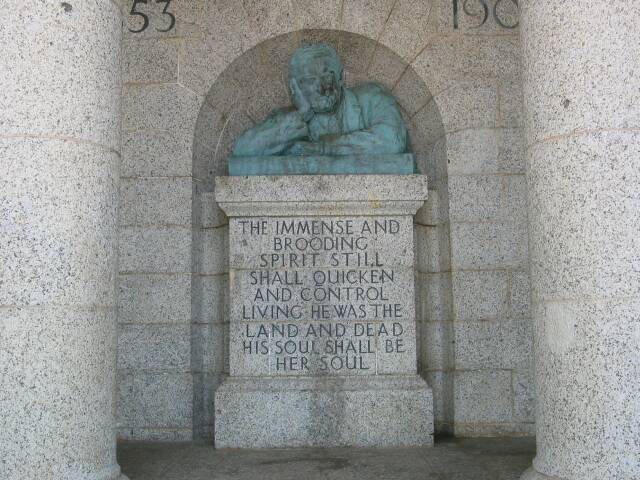 53 190
THE IMMENSE AND
BROODING
SPIRIT STILL
SHALL QUICKEN
AND CONTROL
LIVING HE WAS THE
LAND AND DEAD
HIS SOUL SHALL BE
HER SOUL